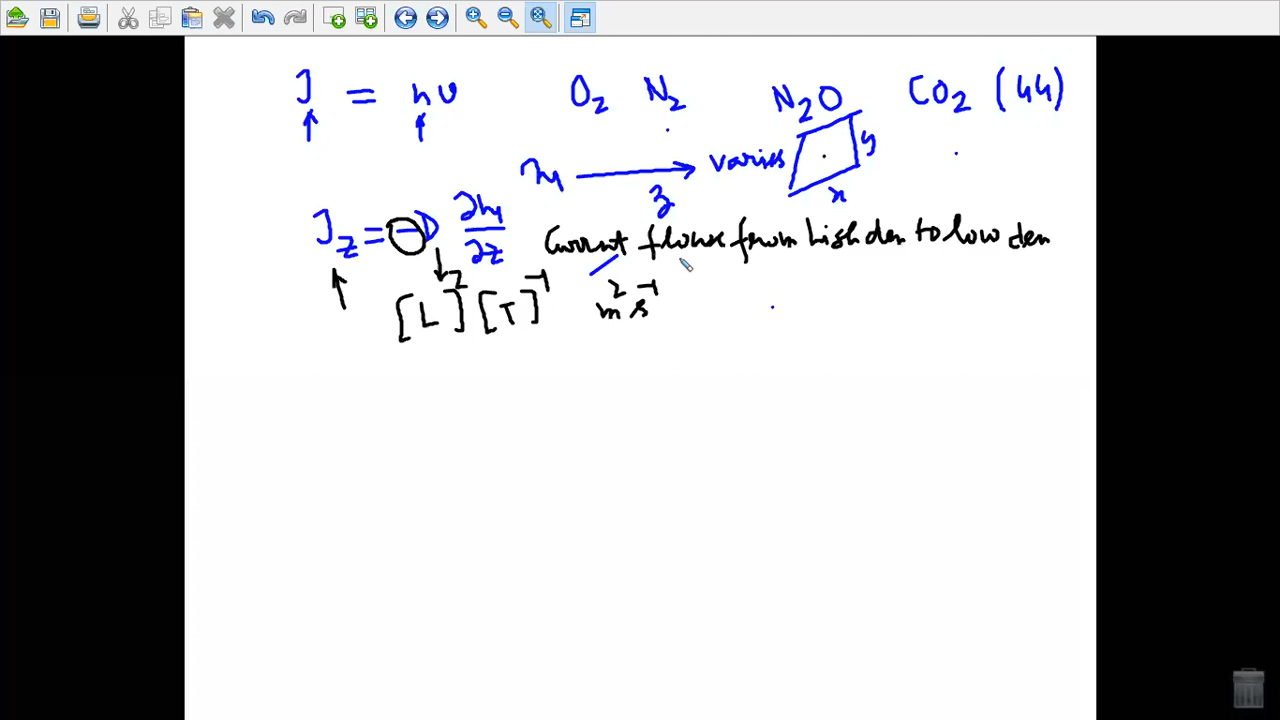 J = nv O₂ N₂ N₂O CO₂ (44)
n₁ → varies
z
x
y
J_z = −D ∂n₁/∂z Current flows from high den to low den
[L]² [T]⁻¹ m² s⁻¹